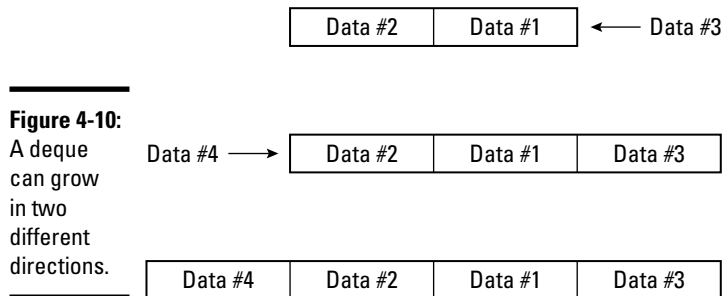 Data #2 Data #1 Data #3
Figure 4-10:
A deque
can grow
in two
different
directions.
Data #4 Data #2 Data #1 Data #3
Data #4 Data #2 Data #1 Data #3